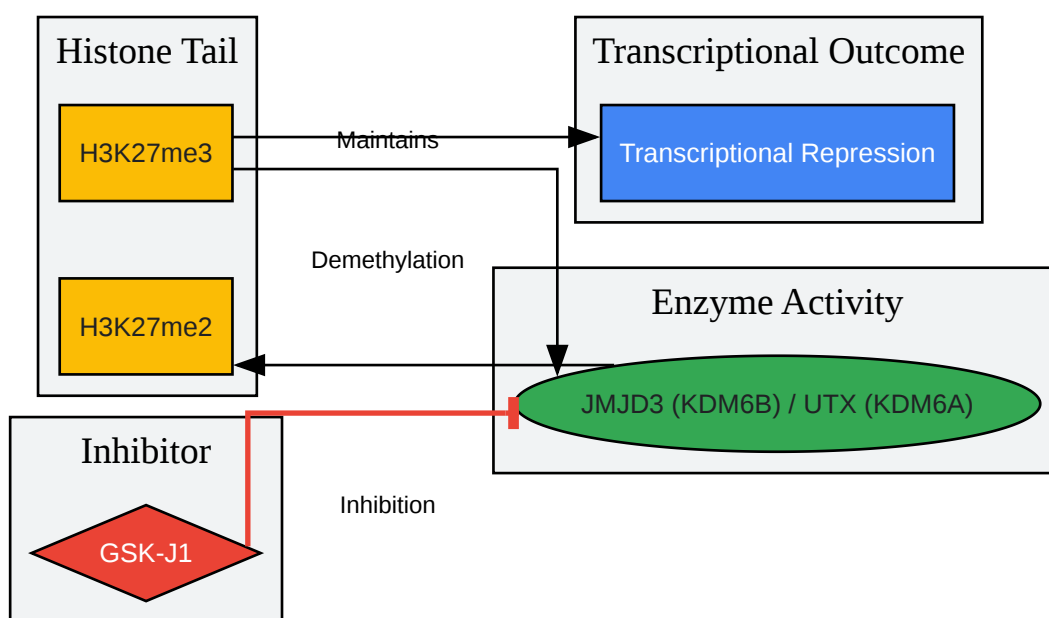 Histone Tail
Transcriptional Outcome
H3K27me3
Maintains
Transcriptional Repression
Demethylation
H3K27me2
Enzyme Activity
JMJD3 (KDM6B) / UTX (KDM6A)
Inhibitor
Inhibition
GSK-J1